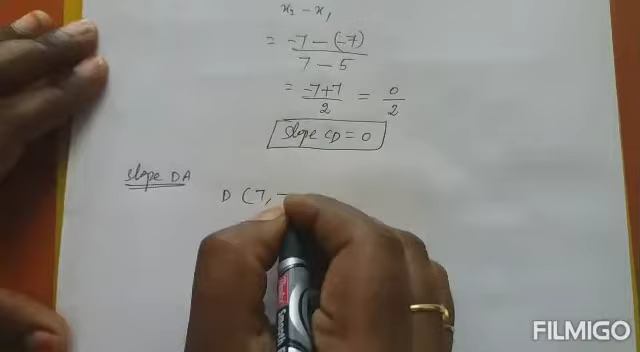 x₂ - x₁
= -7 - (-7) / 7 - 5
= -7+7 / 2 = 0 / 2
Slope CD = 0
Slope DA
D (7, -
FILMIGO